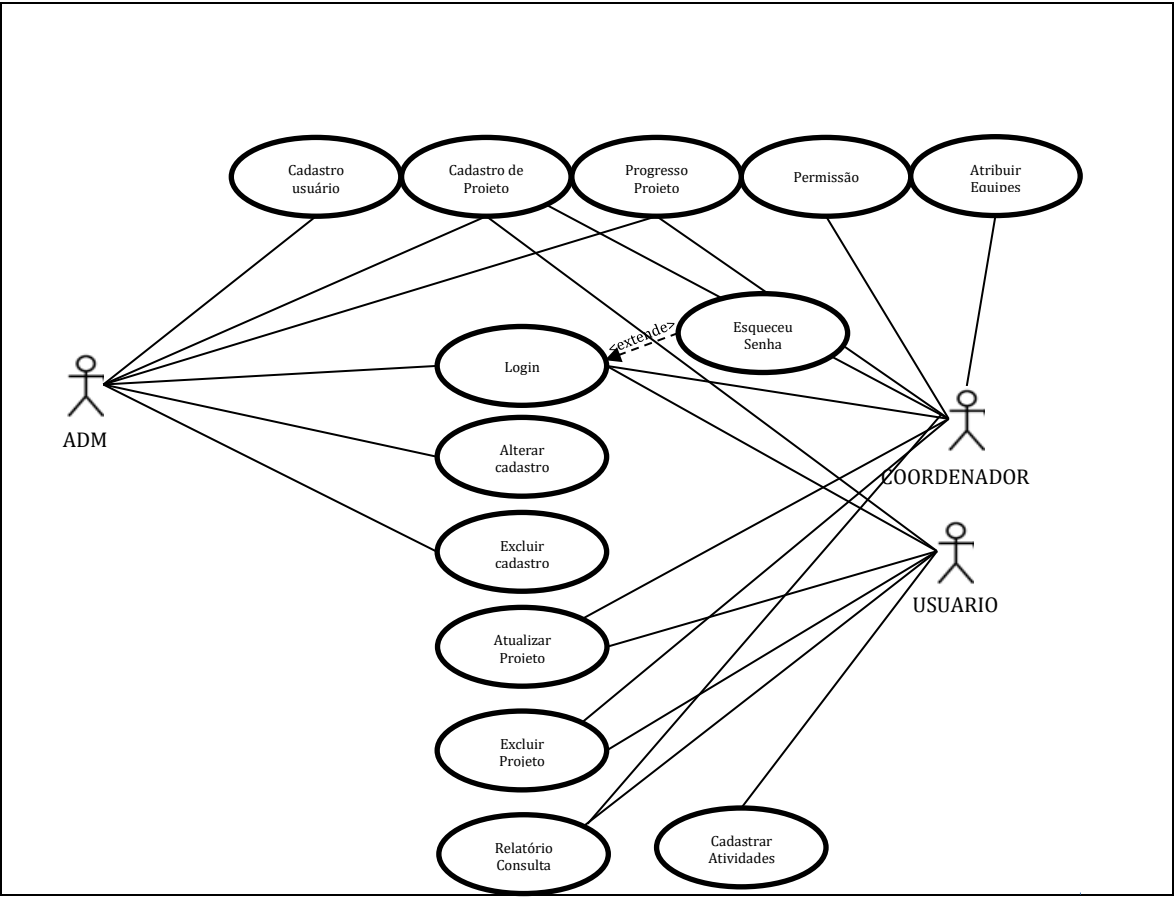 Cadastro
usuário
Cadastro de
Projeto
Progresso
Projeto
Permissão
Atribuir
Equipes
<extende>
Esqueceu
Senha
Login
ADM
Alterar
cadastro
COORDENADOR
Excluir
cadastro
USUARIO
Atualizar
Projeto
Excluir
Projeto
Relatório
Consulta
Cadastrar
Atividades